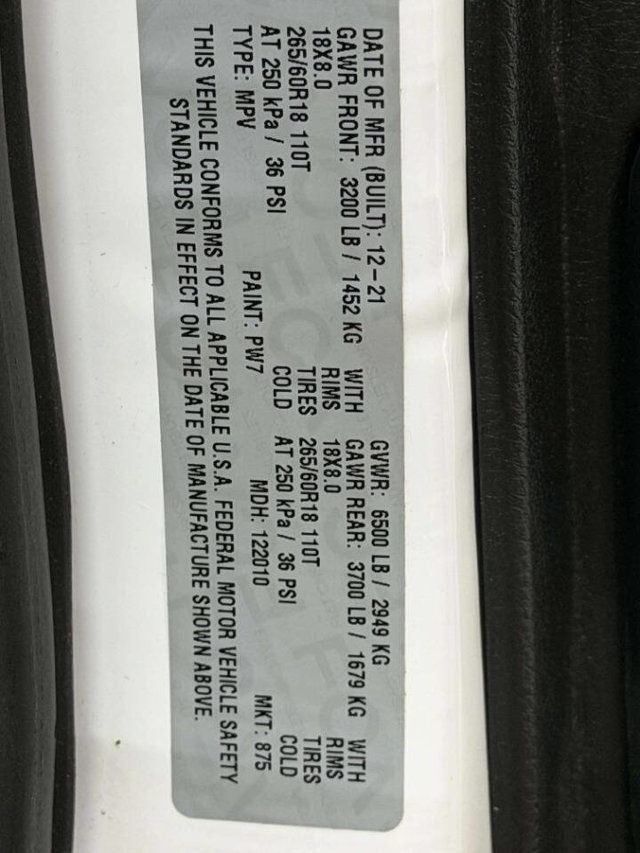 DATE OF MFR (BUILT): 12-21 GVWR: 6500 LB / 2949 KG
GAWR FRONT: 3200 LB / 1452 KG WITH GAWR REAR: 3700 LB / 1679 KG WITH
18X8.0 RIMS 18X8.0 RIMS
265/60R18 110T TIRES 265/60R18 110T TIRES
AT 250 kPa / 36 PSI COLD AT 250 kPa / 36 PSI COLD
TYPE: MPV PAINT: PW7 MDH: 122010 MKT: 875
THIS VEHICLE CONFORMS TO ALL APPLICABLE U.S.A. FEDERAL MOTOR VEHICLE SAFETY
STANDARDS IN EFFECT ON THE DATE OF MANUFACTURE SHOWN ABOVE.